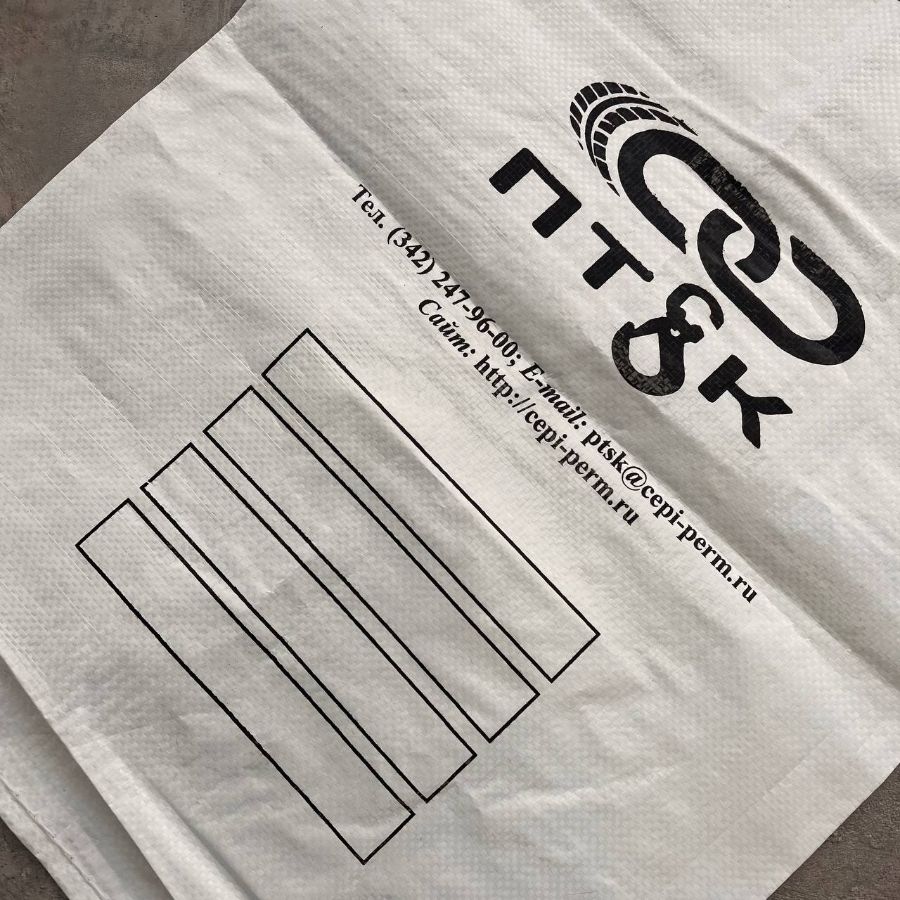 ПТСК
Тел. (342) 247-96-00; E-mail: ptsk@cepi-perm.ru
Сайт: http://cepi-perm.ru